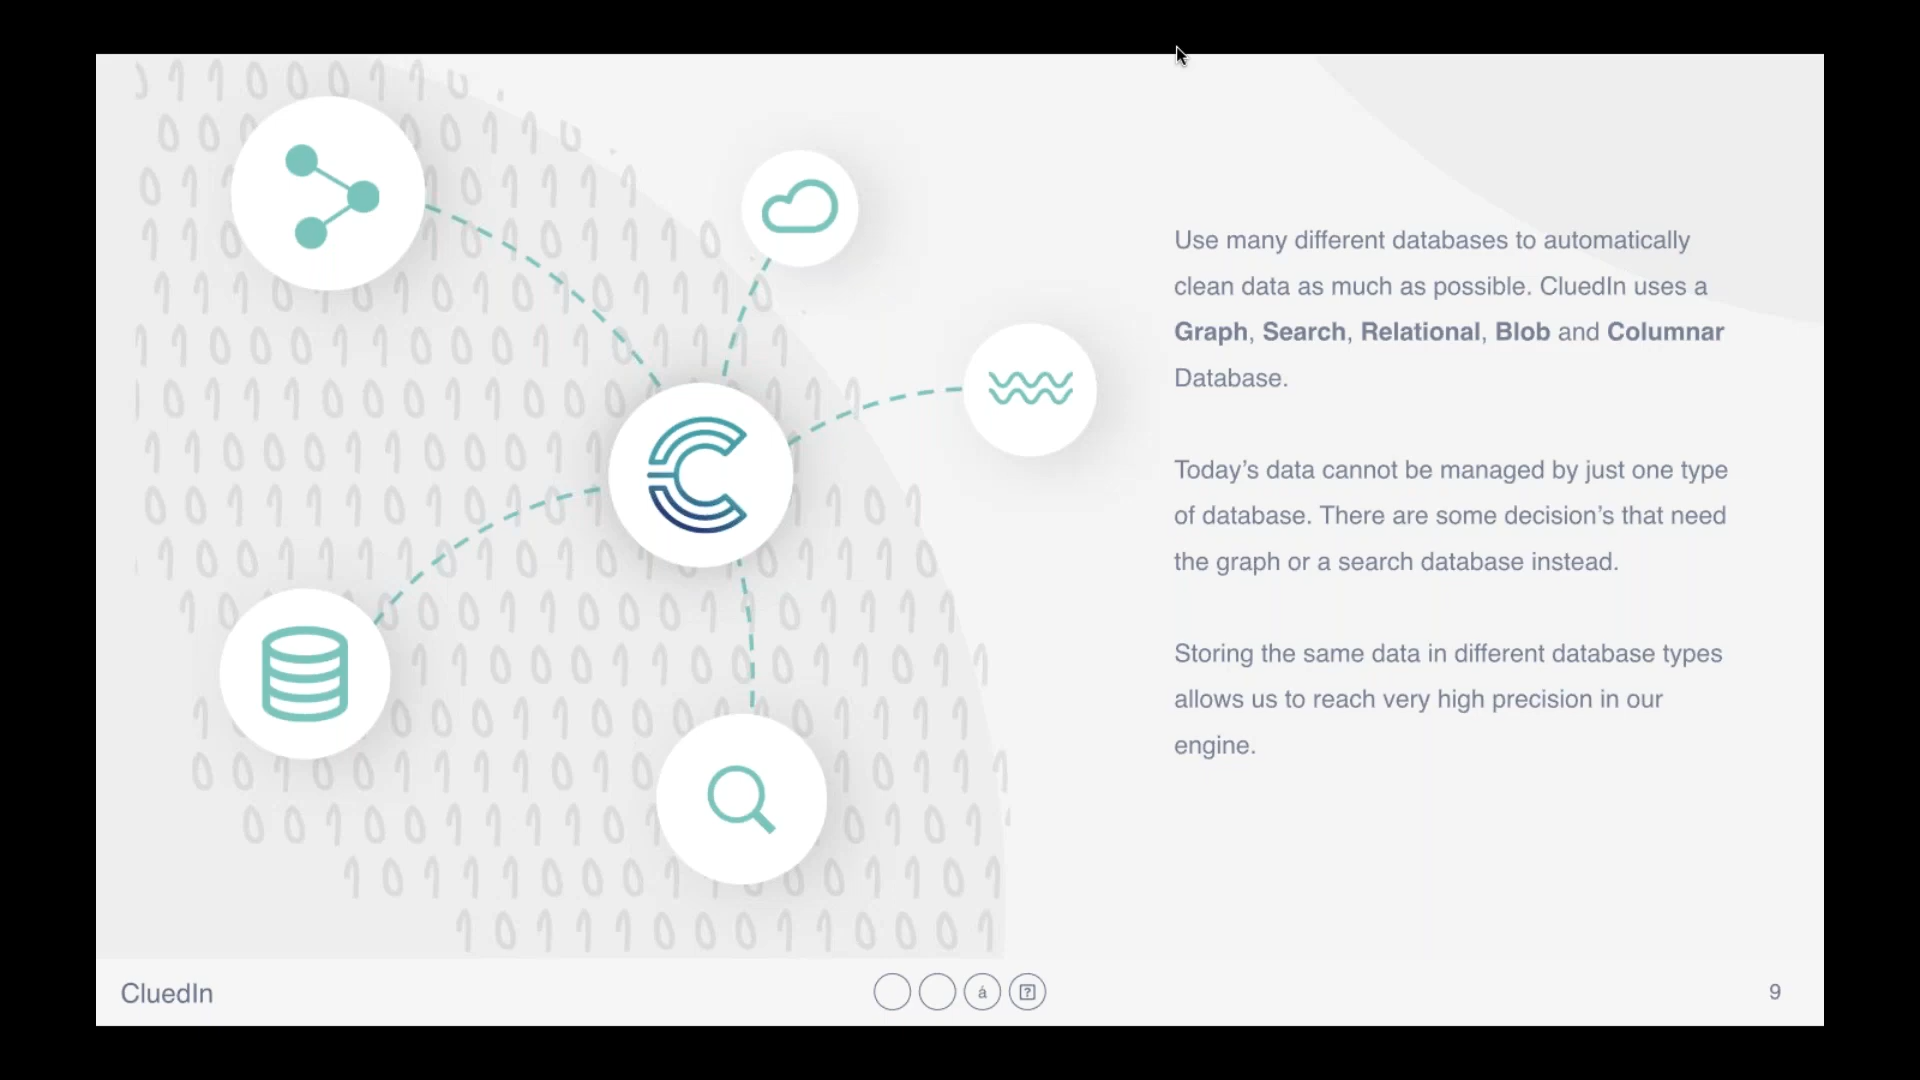 Use many different databases to automatically
clean data as much as possible. CluedIn uses a
Graph, Search, Relational, Blob and Columnar
Database.
Today’s data cannot be managed by just one type
of database. There are some decision’s that need
the graph or a search database instead.
Storing the same data in different database types
allows us to reach very high precision in our
engine.
CluedIn
á
?
9